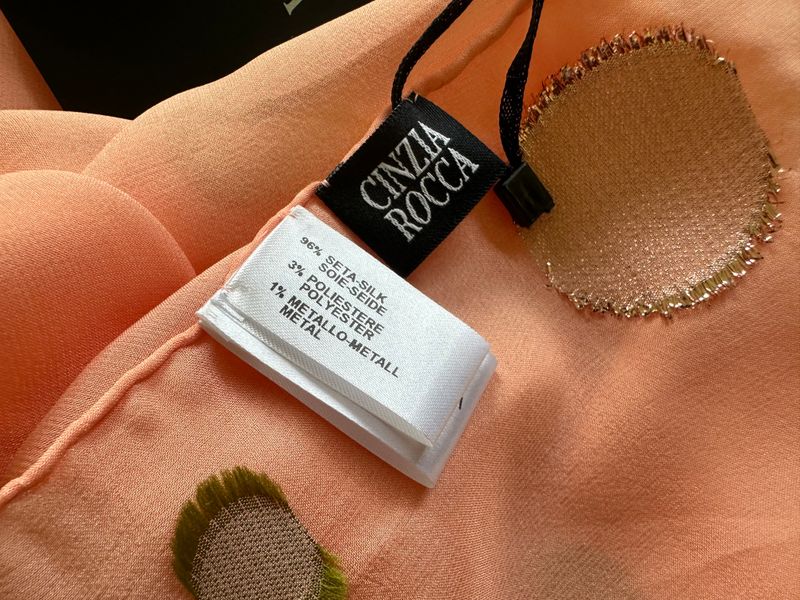 CINZIA
ROCCA
96% SETA-SILK
SOIE-SEIDE
3% POLIESTERE
POLYESTER
1% METALLO-METALL
METAL